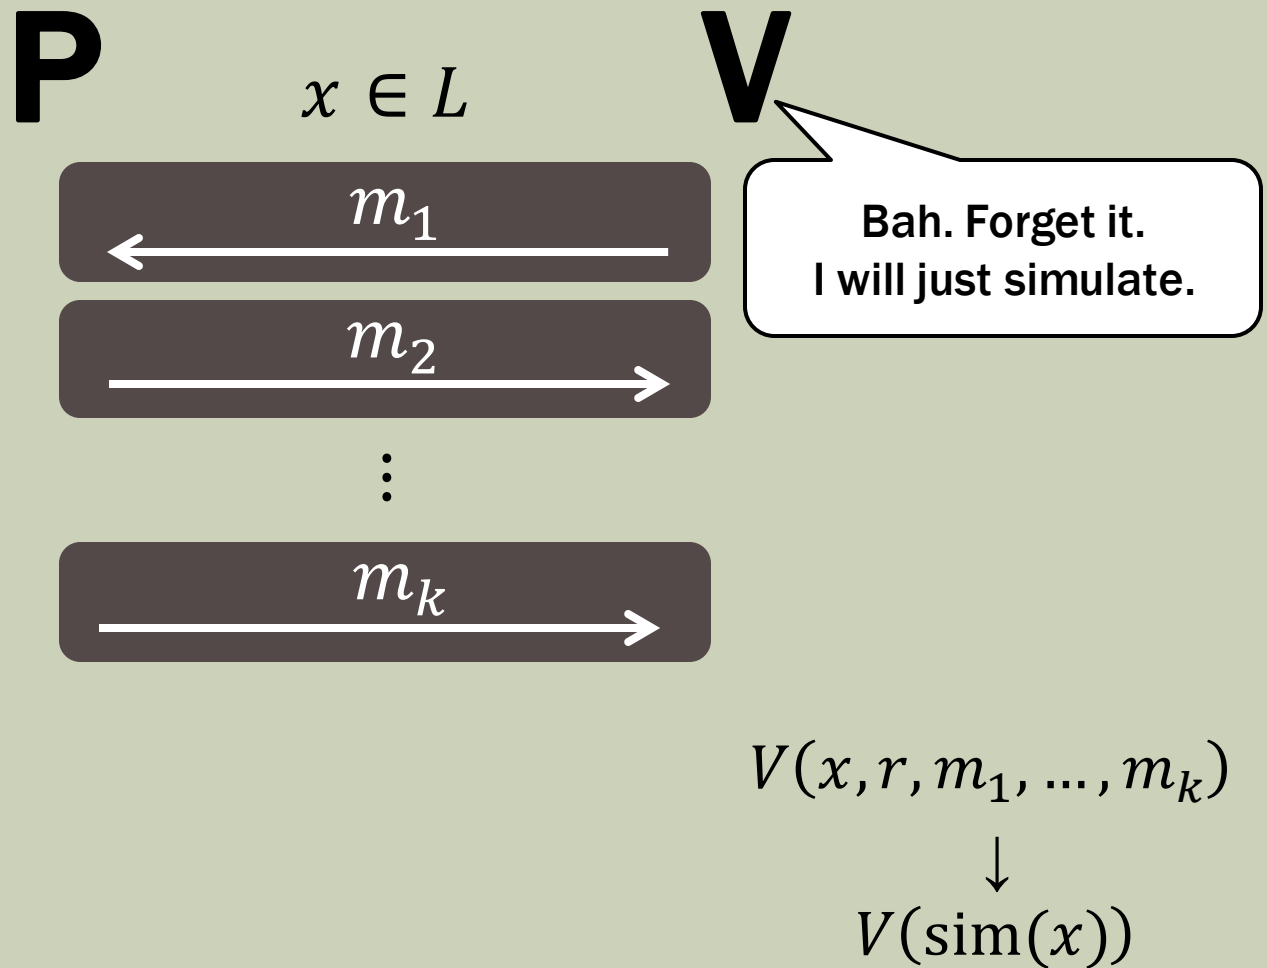 P
V
x ∈ L
Bah. Forget it.
I will just simulate.
m₁
m₂
⋮
mₖ
V(x, r, m₁, … , mₖ)
↓
V(sim(x))